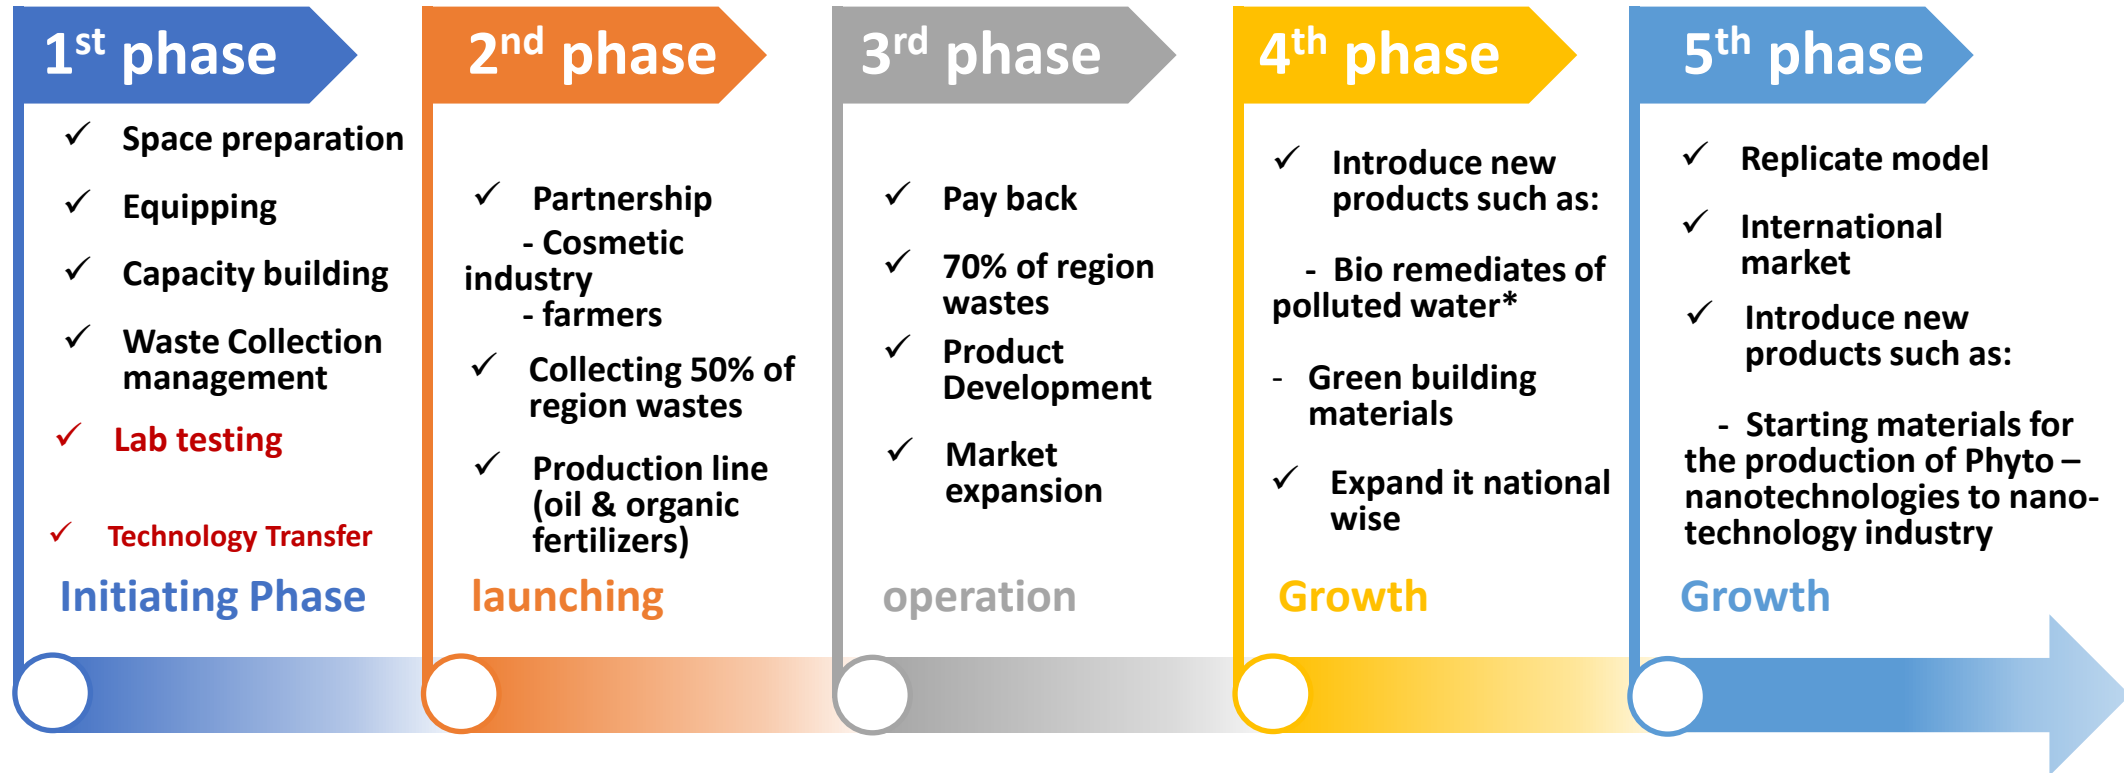 1st phase
✓ Space preparation
✓ Equipping
✓ Capacity building
✓ Waste Collection
management
✓ Lab testing
✓ Technology Transfer
Initiating Phase
2nd phase
✓ Partnership
- Cosmetic
industry
- farmers
✓ Collecting 50% of
region wastes
✓ Production line
(oil & organic
fertilizers)
launching
3rd phase
✓ Pay back
✓ 70% of region
wastes
✓ Product
Development
✓ Market
expansion
operation
4th phase
✓ Introduce new
products such as:
- Bio remediates of
polluted water*
- Green building
materials
✓ Expand it national
wise
Growth
5th phase
✓ Replicate model
✓ International
market
✓ Introduce new
products such as:
- Starting materials for
the production of Phyto –
nanotechnologies to nano-
technology industry
Growth